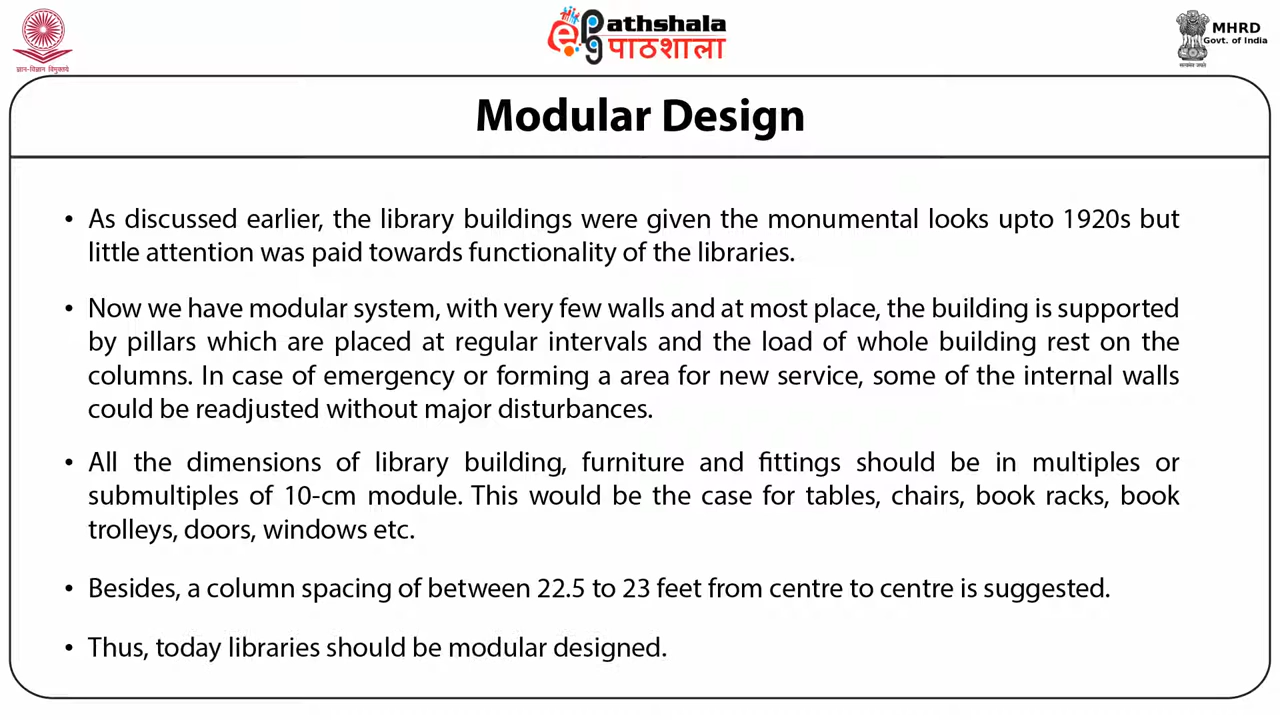 ज्ञान-विज्ञान विमुक्तये
ePGathshala
पाठशाला
MHRD
Govt. of India
सत्यमेव जयते
Modular Design
• As discussed earlier, the library buildings were given the monumental looks upto 1920s but
little attention was paid towards functionality of the libraries.
• Now we have modular system, with very few walls and at most place, the building is supported
by pillars which are placed at regular intervals and the load of whole building rest on the
columns. In case of emergency or forming a area for new service, some of the internal walls
could be readjusted without major disturbances.
• All the dimensions of library building, furniture and fittings should be in multiples or
submultiples of 10-cm module. This would be the case for tables, chairs, book racks, book
trolleys, doors, windows etc.
• Besides, a column spacing of between 22.5 to 23 feet from centre to centre is suggested.
• Thus, today libraries should be modular designed.